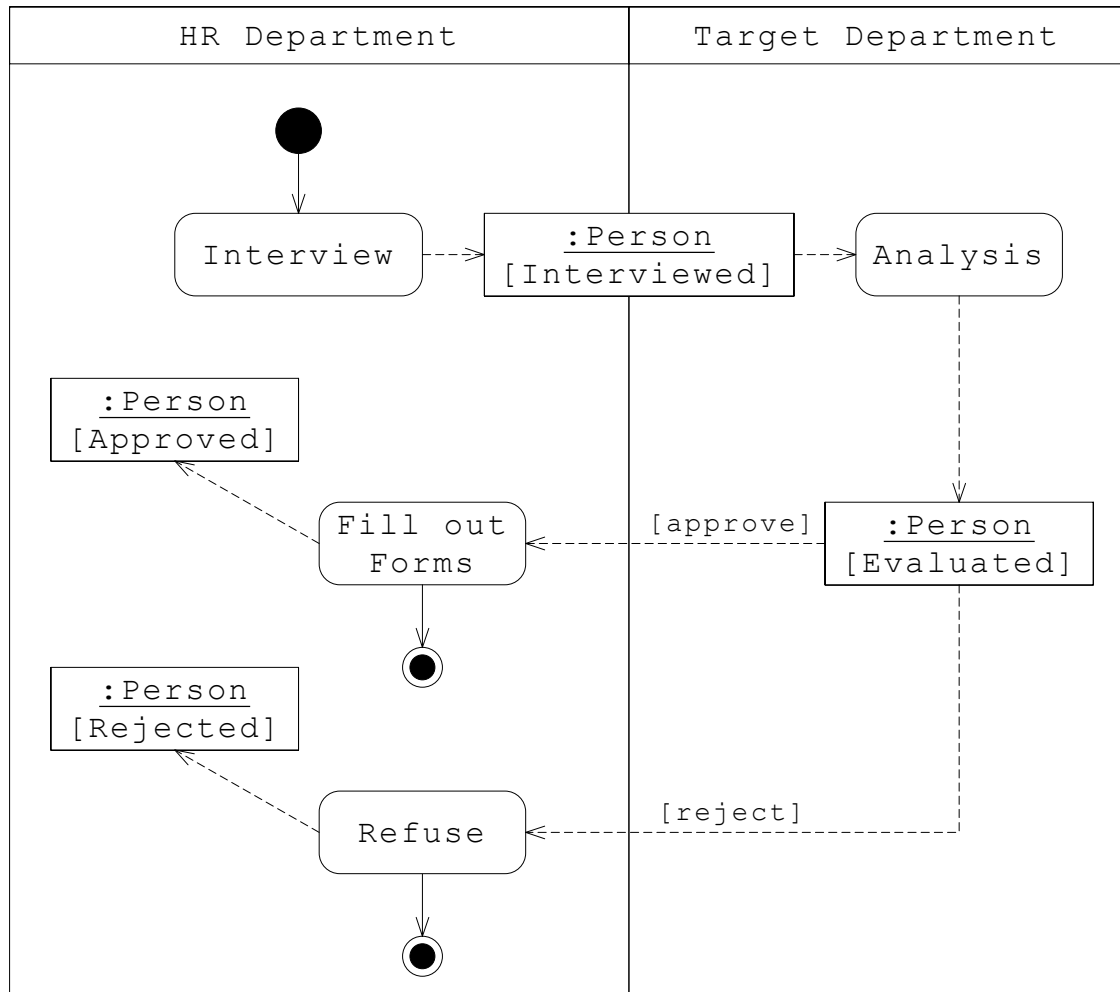 HR Department
Target Department
Interview
:Person
[Interviewed]
Analysis
:Person
[Approved]
Fill out
Forms
[approve]
:Person
[Evaluated]
:Person
[Rejected]
Refuse
[reject]